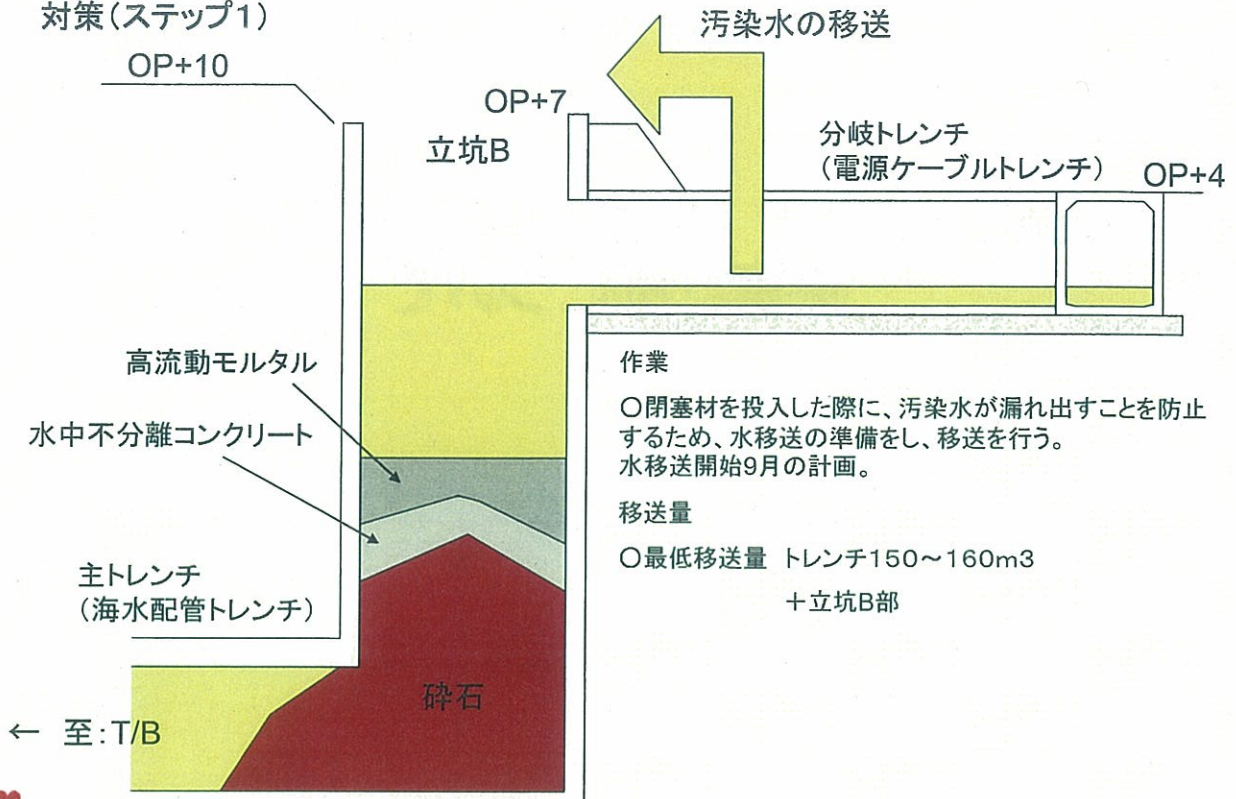 対策（ステップ1）
OP+10
汚染水の移送
OP+7
立坑B
分岐トレンチ
（電源ケーブルトレンチ）
OP+4
高流動モルタル
水中不分離コンクリート
作業
〇閉塞材を投入した際に、汚染水が漏れ出すことを防止
するため、水移送の準備をし、移送を行う。
水移送開始9月の計画。
移送量
〇最低移送量 トレンチ150～160m3
＋立坑B部
主トレンチ
（海水配管トレンチ）
砕石
← 至：T/B